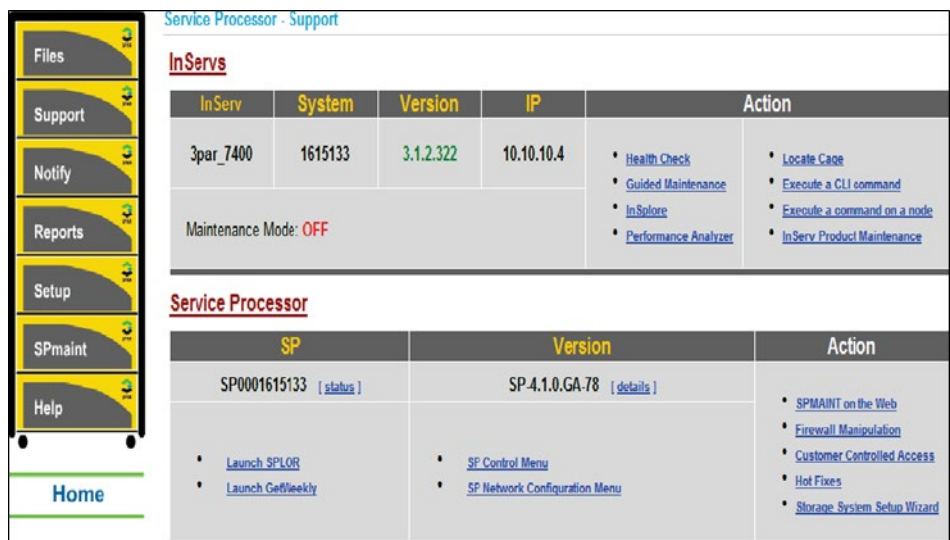 Service Processor - Support
Files
Support
Notify
Reports
Setup
SPmaint
Help
Home
InServs
InServ System Version IP Action
3par_7400 1615133 3.1.2.322 10.10.10.4
Health Check
Guided Maintenance
InSplore
Performance Analyzer
Locate Cage
Execute a CLI command
Execute a command on a node
InServ Product Maintenance
Maintenance Mode: OFF
Service Processor
SP Version Action
SP0001615133 [ status ] SP-4.1.0.GA-78 [ details ]
Launch SPLOR
Launch GetWeekly
SP Control Menu
SP Network Configuration Menu
SPMAINT on the Web
Firewall Manipulation
Customer Controlled Access
Hot Fixes
Storage System Setup Wizard